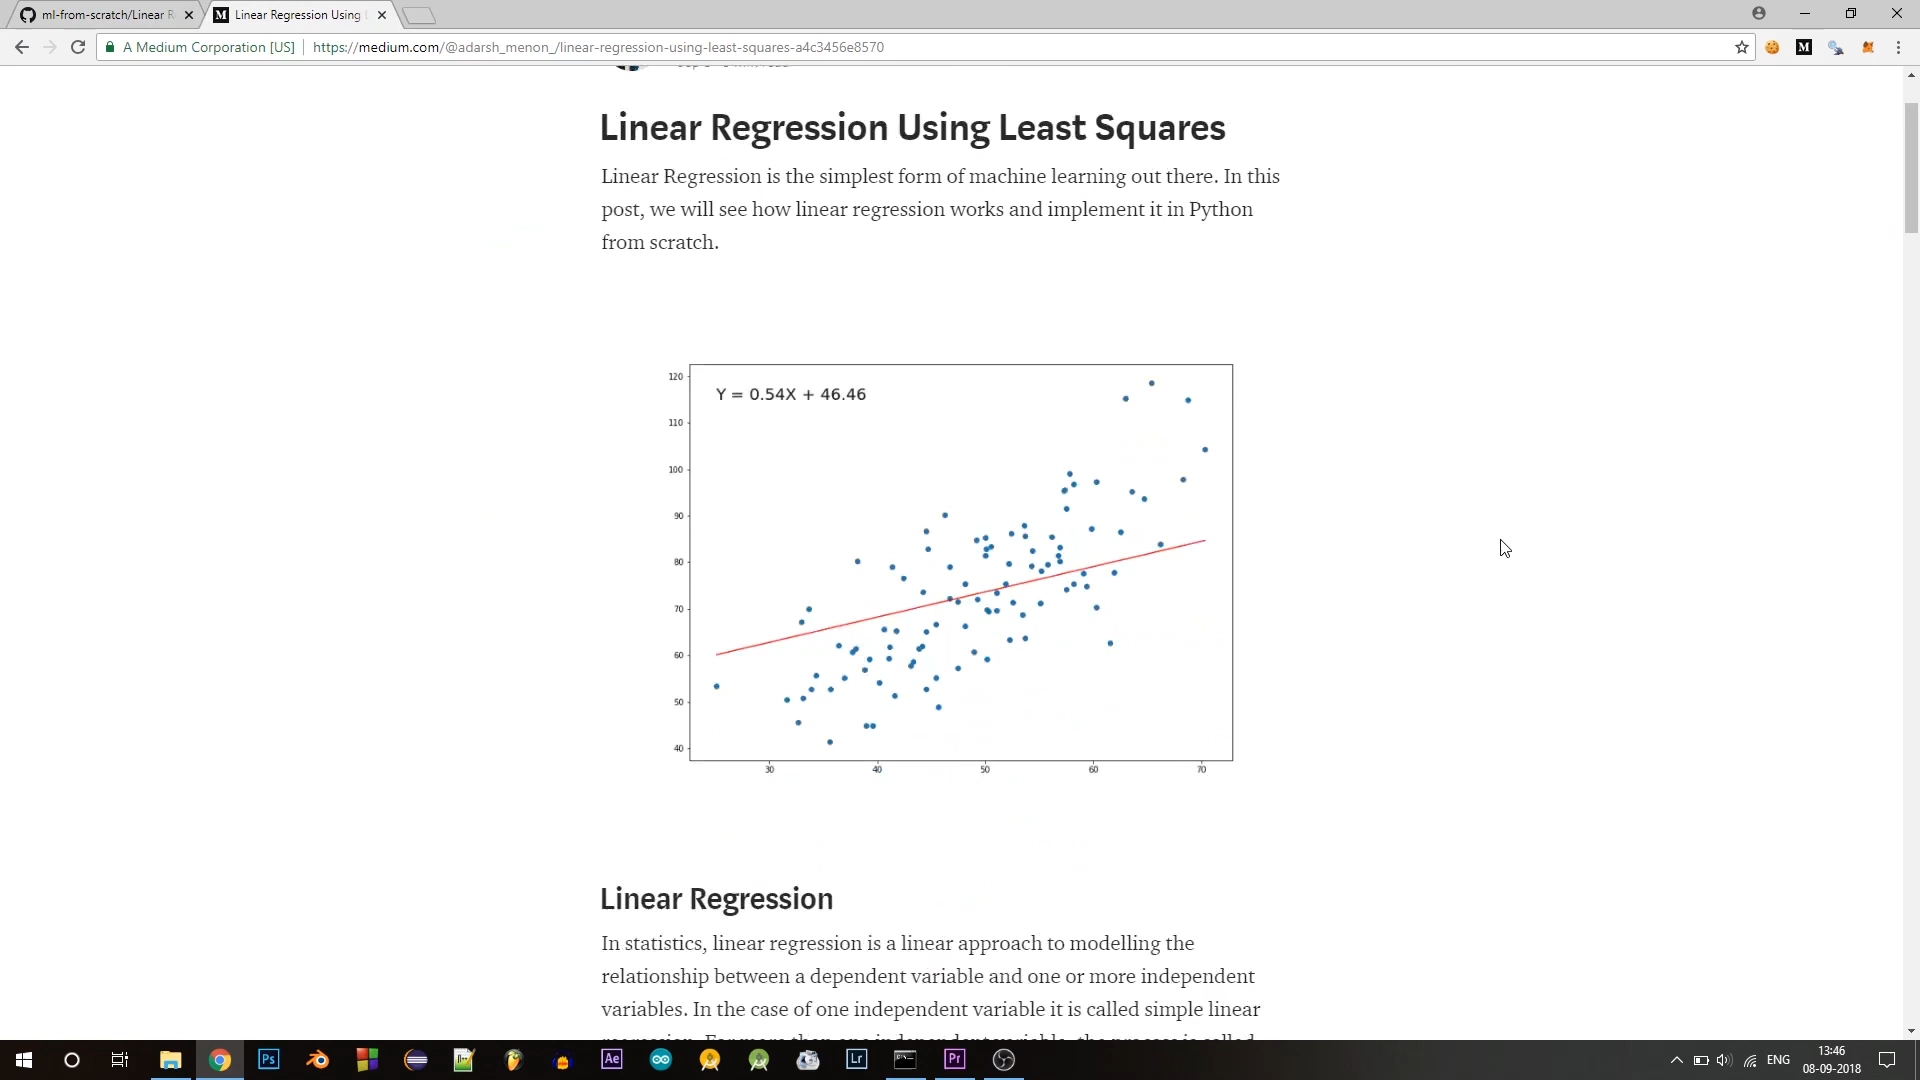 ml-from-scratch/Linear R
Linear Regression Using
A Medium Corporation [US]
https://medium.com/@adarsh_menon_/linear-regression-using-least-squares-a4c3456e8570
M
Linear Regression Using Least Squares
Linear Regression is the simplest form of machine learning out there. In this
post, we will see how linear regression works and implement it in Python
from scratch.
Y = 0.54X + 46.46
120
110
100
90
80
70
60
50
40
30 40 50 60 70
Linear Regression
In statistics, linear regression is a linear approach to modelling the
relationship between a dependent variable and one or more independent
variables. In the case of one independent variable it is called simple linear
Ps
Ae
Lr
Pr
ENG
13:46
08-09-2018